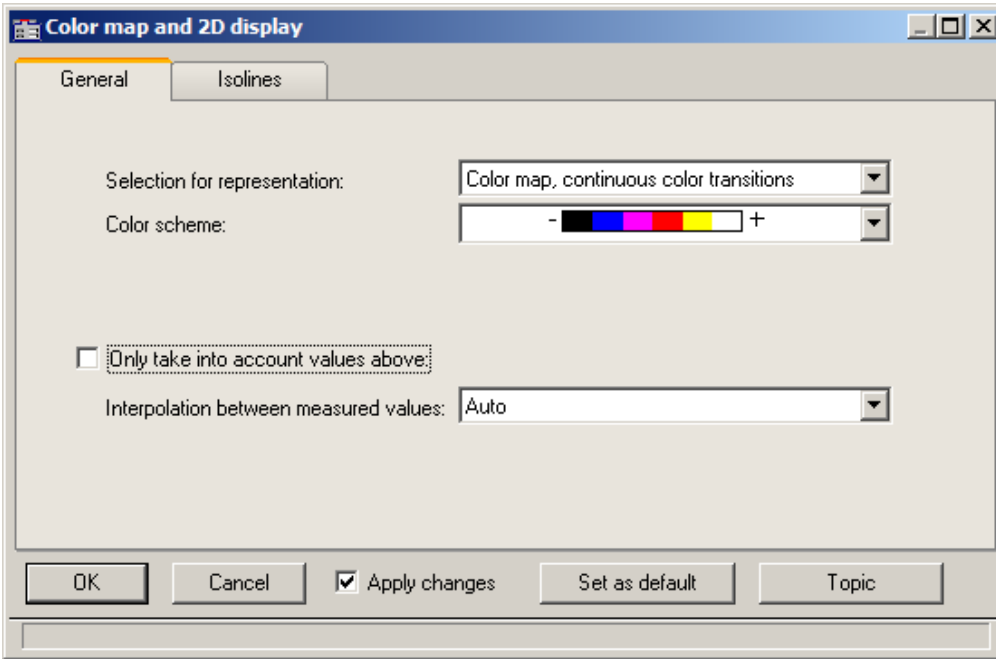 Color map and 2D display
General Isolines
Selection for representation: Color map, continuous color transitions
Color scheme: - +
Only take into account values above:
Interpolation between measured values: Auto
OK Cancel Apply changes Set as default Topic